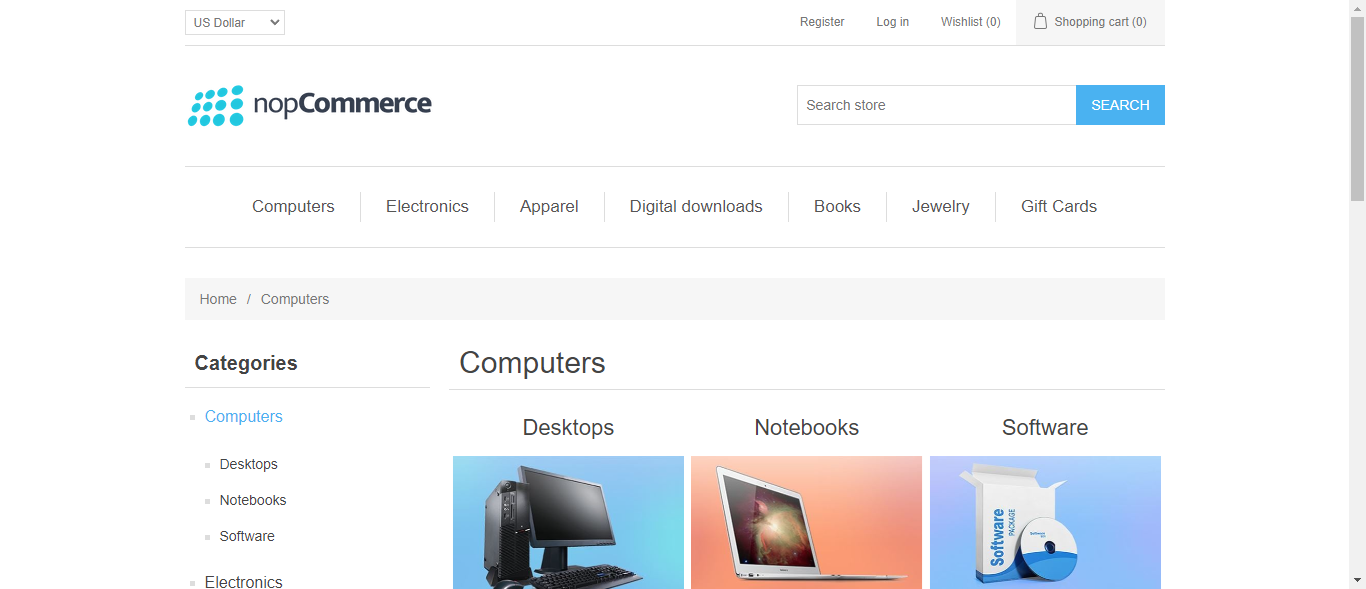 US Dollar
Register Log in Wishlist (0) Shopping cart (0)
nopCommerce
Search store SEARCH
Computers Electronics Apparel Digital downloads Books Jewelry Gift Cards
Home / Computers
Categories
Computers
Desktops
Notebooks
Software
Electronics
Computers
Desktops Notebooks Software
Software
PACKAGE